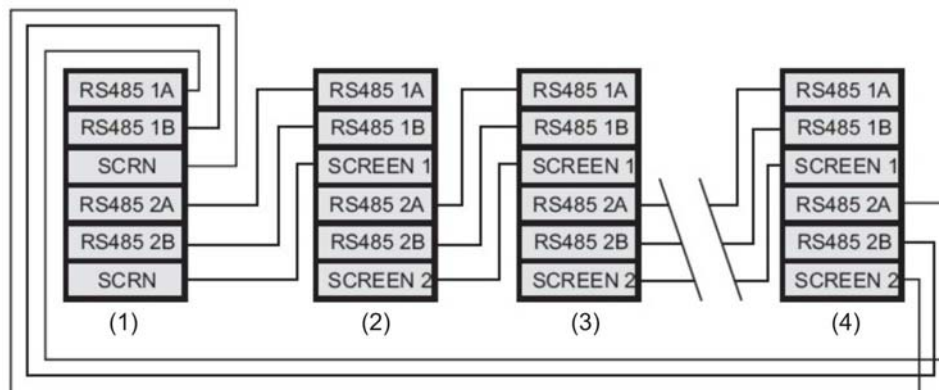 RS485 1A
RS485 1B
SCRN
RS485 2A
RS485 2B
SCRN
(1)
RS485 1A
RS485 1B
SCREEN 1
RS485 2A
RS485 2B
SCREEN 2
(2)
RS485 1A
RS485 1B
SCREEN 1
RS485 2A
RS485 2B
SCREEN 2
(3)
RS485 1A
RS485 1B
SCREEN 1
RS485 2A
RS485 2B
SCREEN 2
(4)